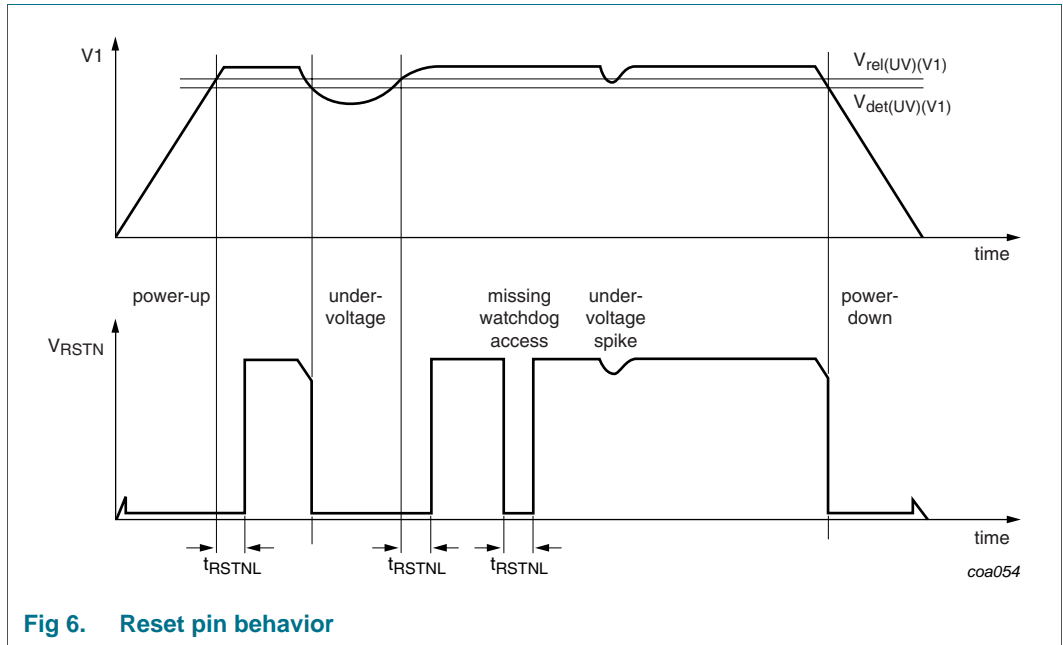 V1
Vrel(UV)(V1)
Vdet(UV)(V1)
time
power-up
under-
voltage
missing
watchdog
access
under-
voltage
spike
power-
down
VRSTN
time
tRSTNL
tRSTNL
tRSTNL
coa054
Fig 6. Reset pin behavior